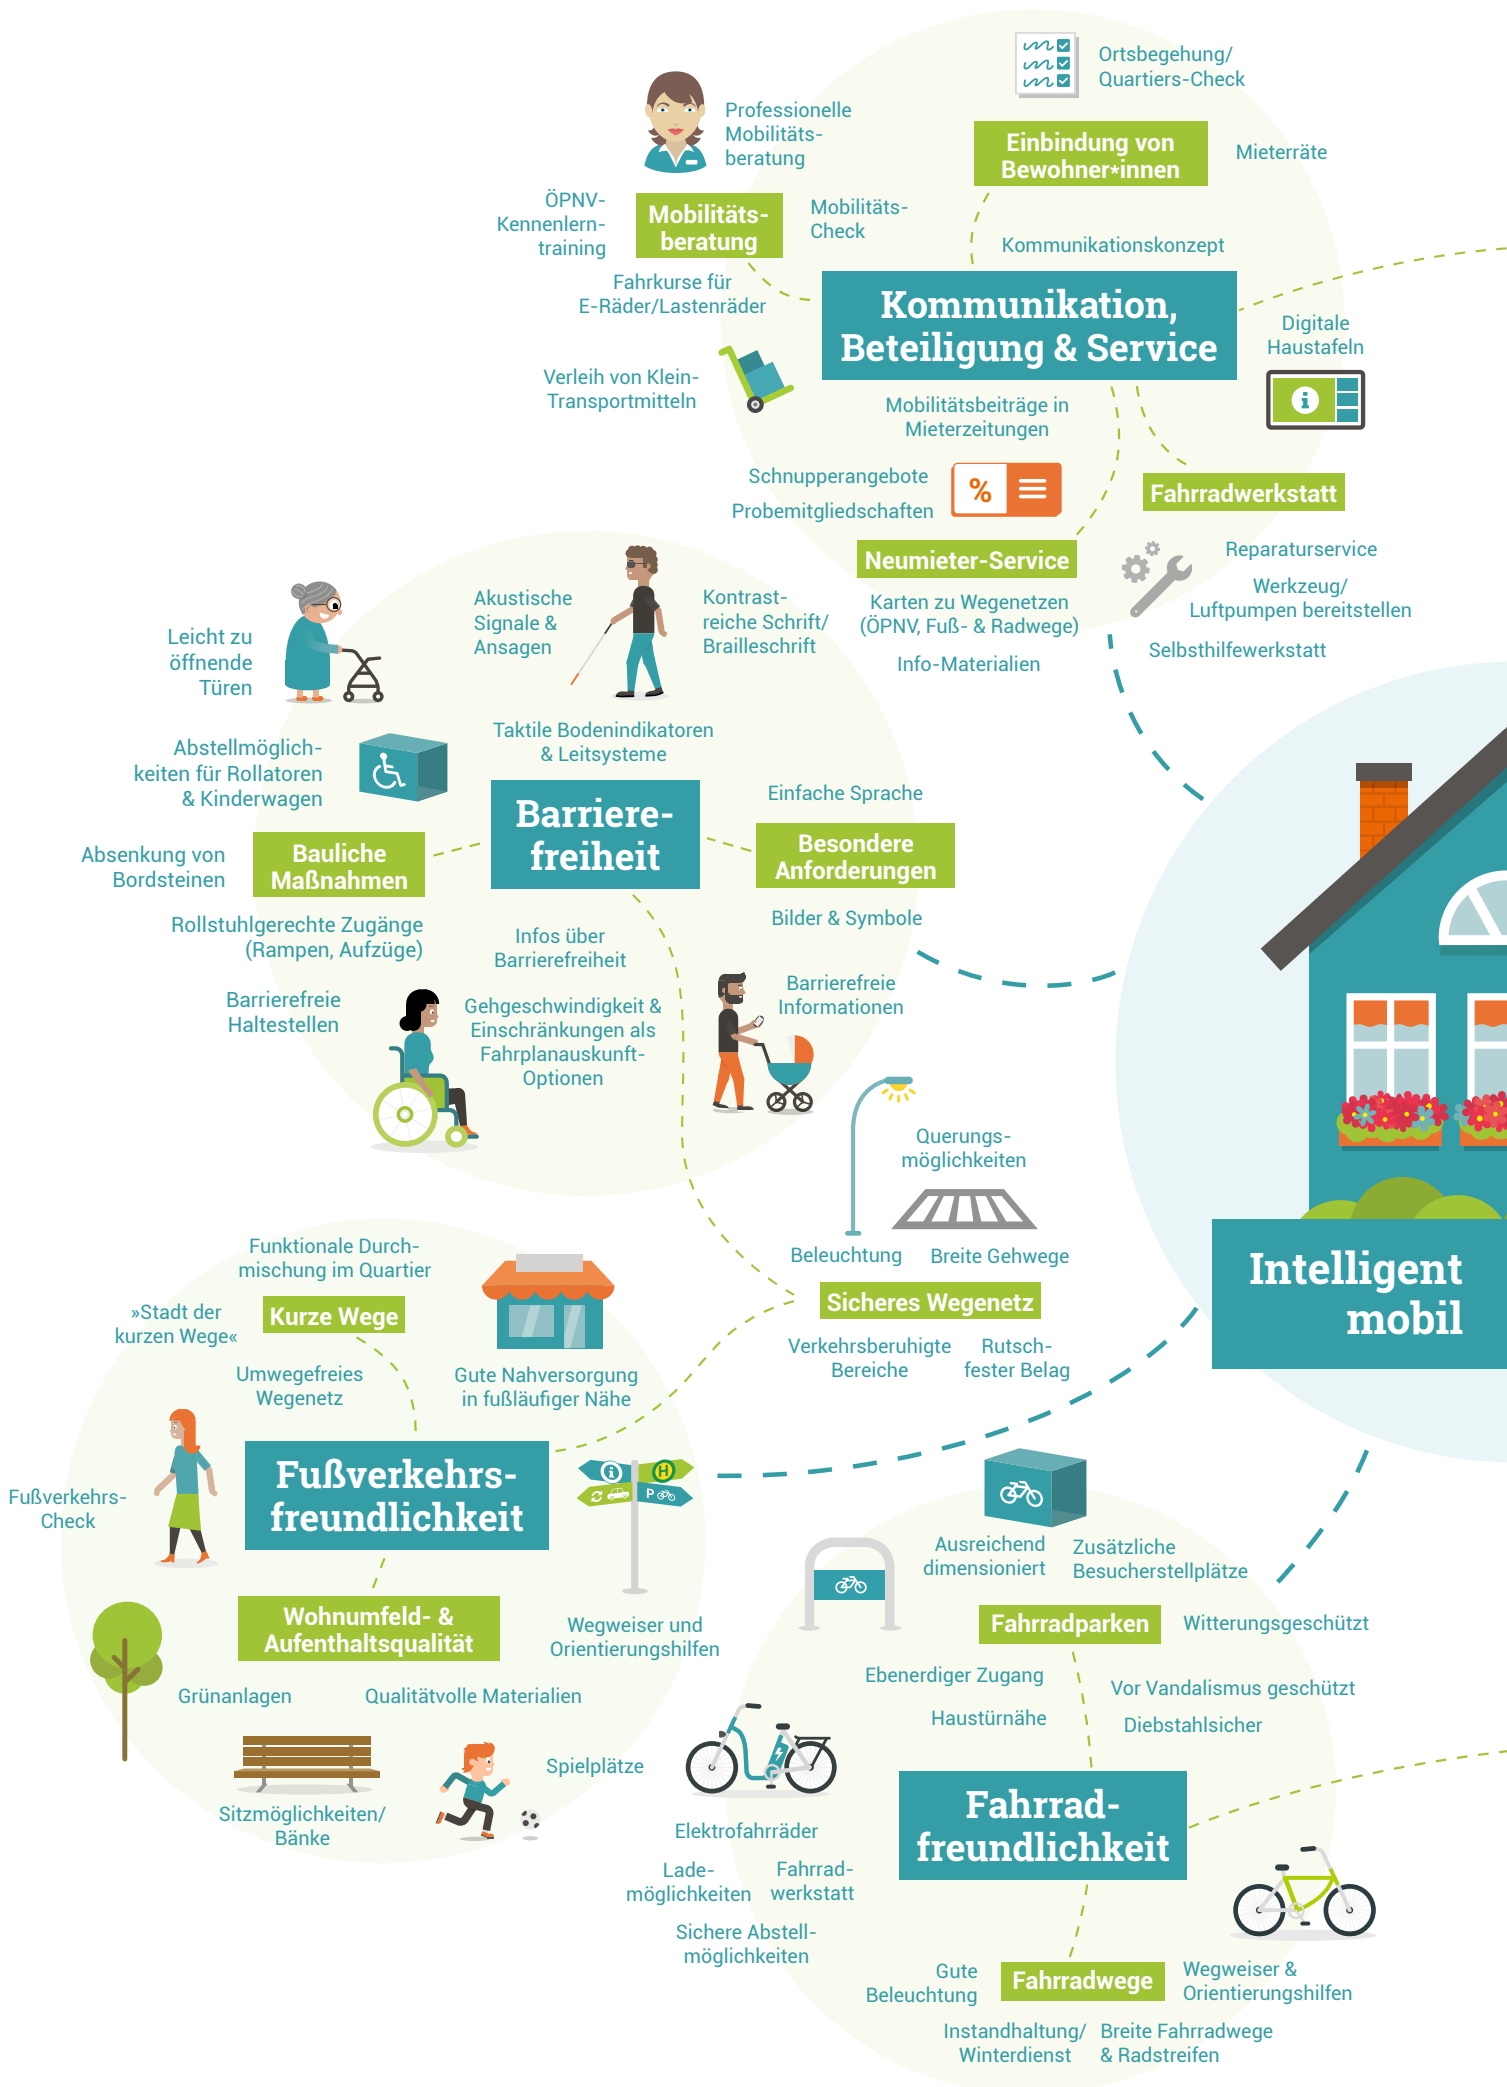 Ortsbegehung/
Quartiers-Check
Professionelle
Mobilitäts-
beratung
Einbindung von
Bewohner*innen
Mieterräte
ÖPNV-
Kennenlern-
training
Mobilitäts-
beratung
Mobilitäts-
Check
Kommunikationskonzept
Fahrkurse für
E-Räder/Lastenräder
Kommunikation,
Beteiligung & Service
Digitale
Haustafeln
i
Verleih von Klein-
Transportmitteln
Mobilitätsbeiträge in
Mieterzeitungen
Schnupperangebote
Probemitgliedschaften
%
Fahrradwerkstatt
Neumieter-Service
Reparaturservice
Werkzeug/
Luftpumpen bereitstellen
Selbsthilfewerkstatt
Karten zu Wegenetzen
(ÖPNV, Fuß- & Radwege)
Info-Materialien
Akustische
Signale &
Ansagen
Kontrast-
reiche Schrift/
Brailleschrift
Leicht zu
öffnende
Türen
Taktile Bodenindikatoren
& Leitsysteme
Abstellmöglich-
keiten für Rollatoren
& Kinderwagen
Barriere-
freiheit
Einfache Sprache
Besondere
Anforderungen
Bauliche
Maßnahmen
Absenkung von
Bordsteinen
Bilder & Symbole
Rollstuhlgerechte Zugänge
(Rampen, Aufzüge)
Infos über
Barrierefreiheit
Barrierefreie
Informationen
Barrierefreie
Haltestellen
Gehgeschwindigkeit &
Einschränkungen als
Fahrplanauskunft-
Optionen
Querungs-
möglichkeiten
Beleuchtung
Breite Gehwege
Sicheres Wegenetz
Verkehrsberuhigte
Bereiche
Rutsch-
fester Belag
Intelligent
mobil
Funktionale Durch-
mischung im Quartier
Kurze Wege
»Stadt der
kurzen Wege«
Umwegefreies
Wegenetz
Gute Nahversorgung
in fußläufiger Nähe
Fußverkehrs-
freundlichkeit
Fußverkehrs-
Check
i
H
P
Wohnumfeld- &
Aufenthaltsqualität
Wegweiser und
Orientierungshilfen
Grünanlagen
Qualitätvolle Materialien
Spielplätze
Sitzmöglichkeiten/
Bänke
Ausreichend
dimensioniert
Zusätzliche
Besucherstellplätze
Fahrradparken
Witterungsgeschützt
Ebenerdiger Zugang
Vor Vandalismus geschützt
Haustürnähe
Diebstahlsicher
Fahrrad-
freundlichkeit
Elektrofahrräder
Lade-
möglichkeiten
Fahrrad-
werkstatt
Sichere Abstell-
möglichkeiten
Gute
Beleuchtung
Fahrradwege
Wegweiser &
Orientierungshilfen
Instandhaltung/
Winterdienst
Breite Fahrradwege
& Radstreifen